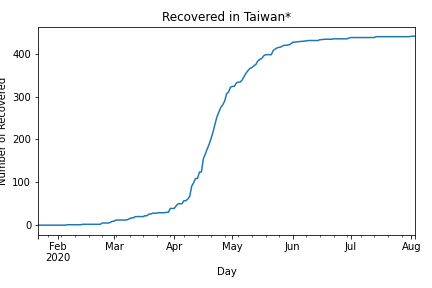 Recovered in Taiwan*
Number of Recovered
400
300
200
100
0
Feb
2020
Mar
Apr
May
Jun
Jul
Aug
Day